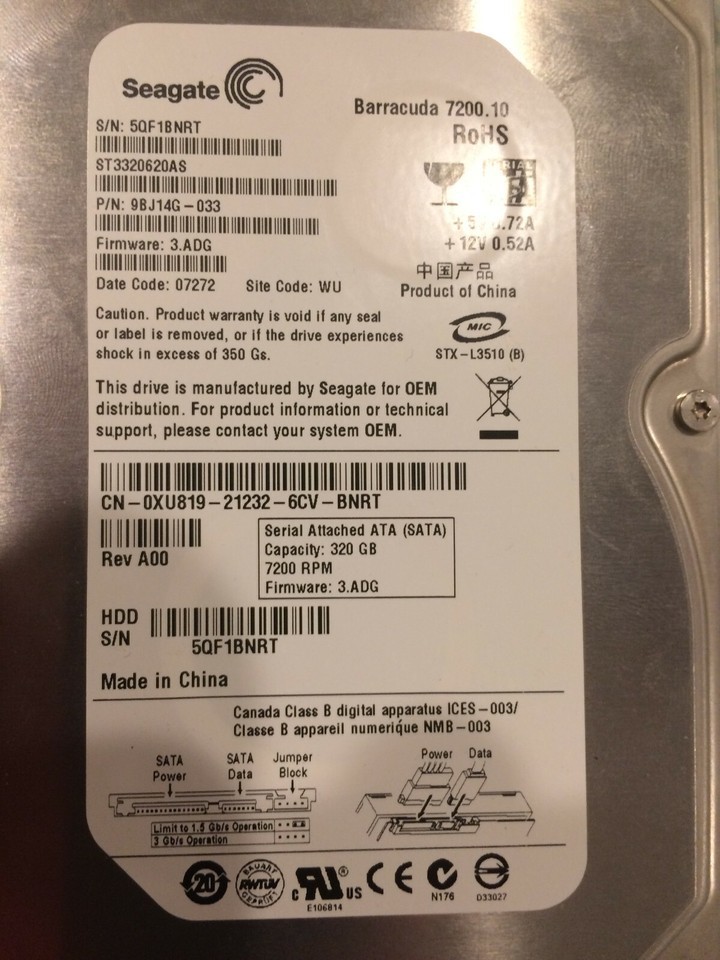 Seagate
Barracuda 7200.10
RoHS
S/N: 5QF1BNRT
ST3320620AS
P/N: 9BJ14G-033
Firmware: 3.ADG
+12V 0.52A
Date Code: 07272 Site Code: WU
中国产品
Product of China
Caution. Product warranty is void if any seal
or label is removed, or if the drive experiences
shock in excess of 350 Gs.
MIC
STX-L3510 (B)
This drive is manufactured by Seagate for OEM
distribution. For product information or technical
support, please contact your system OEM.
CN-0XU819-21232-6CV-BNRT
Rev A00
Serial Attached ATA (SATA)
Capacity: 320 GB
7200 RPM
Firmware: 3.ADG
HDD
S/N
5QF1BNRT
Made in China
Canada Class B digital apparatus ICES-003/
Classe B appareil numeriqúe NMB-003
SATA Power
SATA Data
Jumper Block
Power Data
Limit to 1.5 Gb/s Operation
3 Gb/s Operation
20
BAUART
RWTUV
GEPRUFT
c RU ® US
E106814
CE
N176
D33027